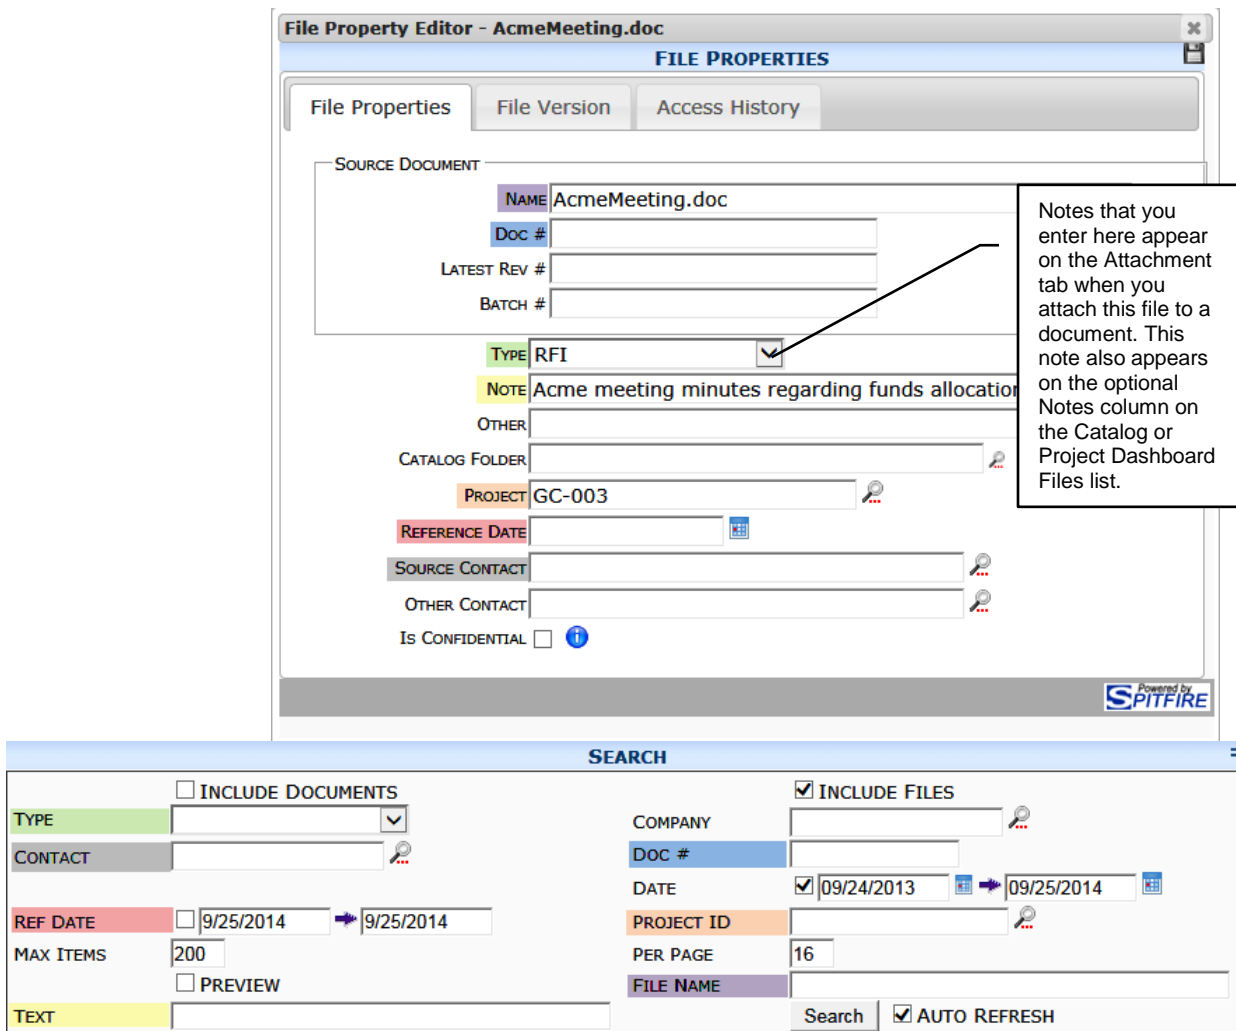 File Property Editor - AcmeMeeting.doc
FILE PROPERTIES
File Properties File Version Access History
SOURCE DOCUMENT
NAME AcmeMeeting.doc
DOC #
LATEST REV #
BATCH #
TYPE RFI
NOTE Acme meeting minutes regarding funds allocation
OTHER
CATALOG FOLDER
PROJECT GC-003
REFERENCE DATE
SOURCE CONTACT
OTHER CONTACT
IS CONFIDENTIAL
Notes that you
enter here appear
on the Attachment
tab when you
attach this file to a
document. This
note also appears
on the optional
Notes column on
the Catalog or
Project Dashboard
Files list.
Powered by
SPITFIRE
SEARCH
INCLUDE DOCUMENTS INCLUDE FILES
TYPE COMPANY
CONTACT DOC #
DATE 09/24/2013 09/25/2014
REF DATE 9/25/2014 9/25/2014 PROJECT ID
MAX ITEMS 200 PER PAGE 16
PREVIEW FILE NAME
TEXT Search AUTO REFRESH